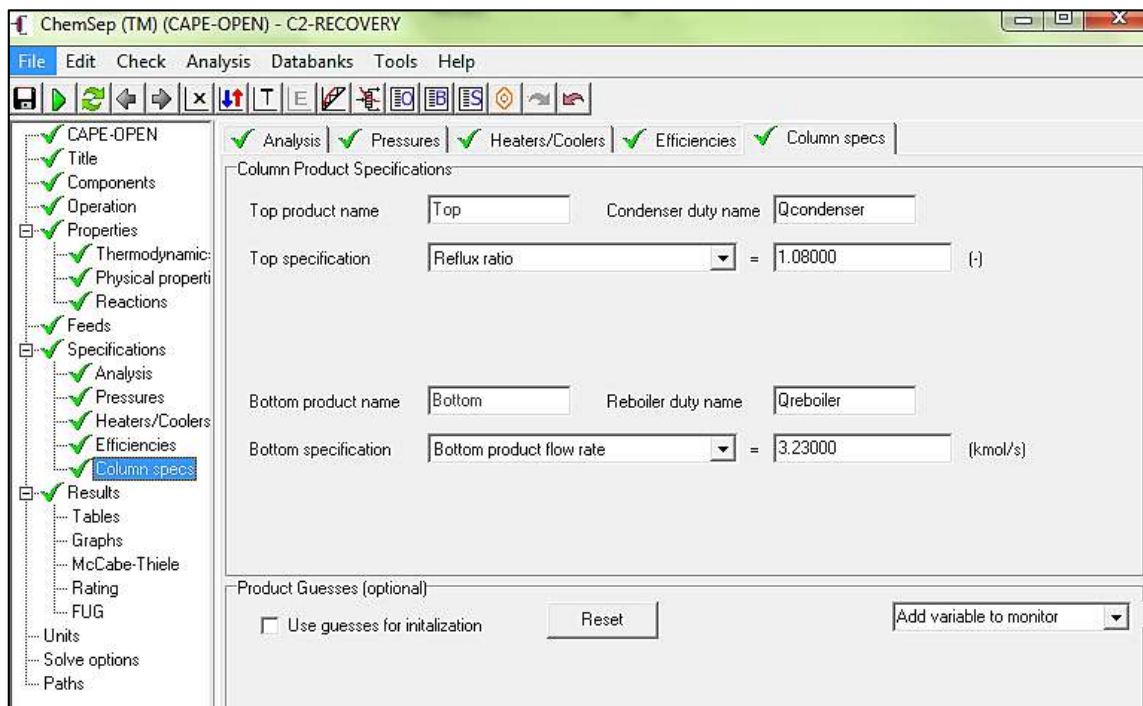 ChemSep (TM) (CAPE-OPEN) - C2-RECOVERY
File Edit Check Analysis Databanks Tools Help
CAPE-OPEN
Title
Components
Operation
Properties
Thermodynamic
Physical properti
Reactions
Feeds
Specifications
Analysis
Pressures
Heaters/Coolers
Efficiencies
Column specs
Results
Tables
Graphs
McCabe-Thiele
Rating
FUG
Units
Solve options
Paths
Analysis Pressures Heaters/Coolers Efficiencies Column specs
Column Product Specifications
Top product name Top Condenser duty name Qcondenser
Top specification Reflux ratio = 1.08000 (-)
Bottom product name Bottom Reboiler duty name Qreboiler
Bottom specification Bottom product flow rate = 3.23000 (kmol/s)
Product Guesses (optional)
Use guesses for initalization Reset Add variable to monitor